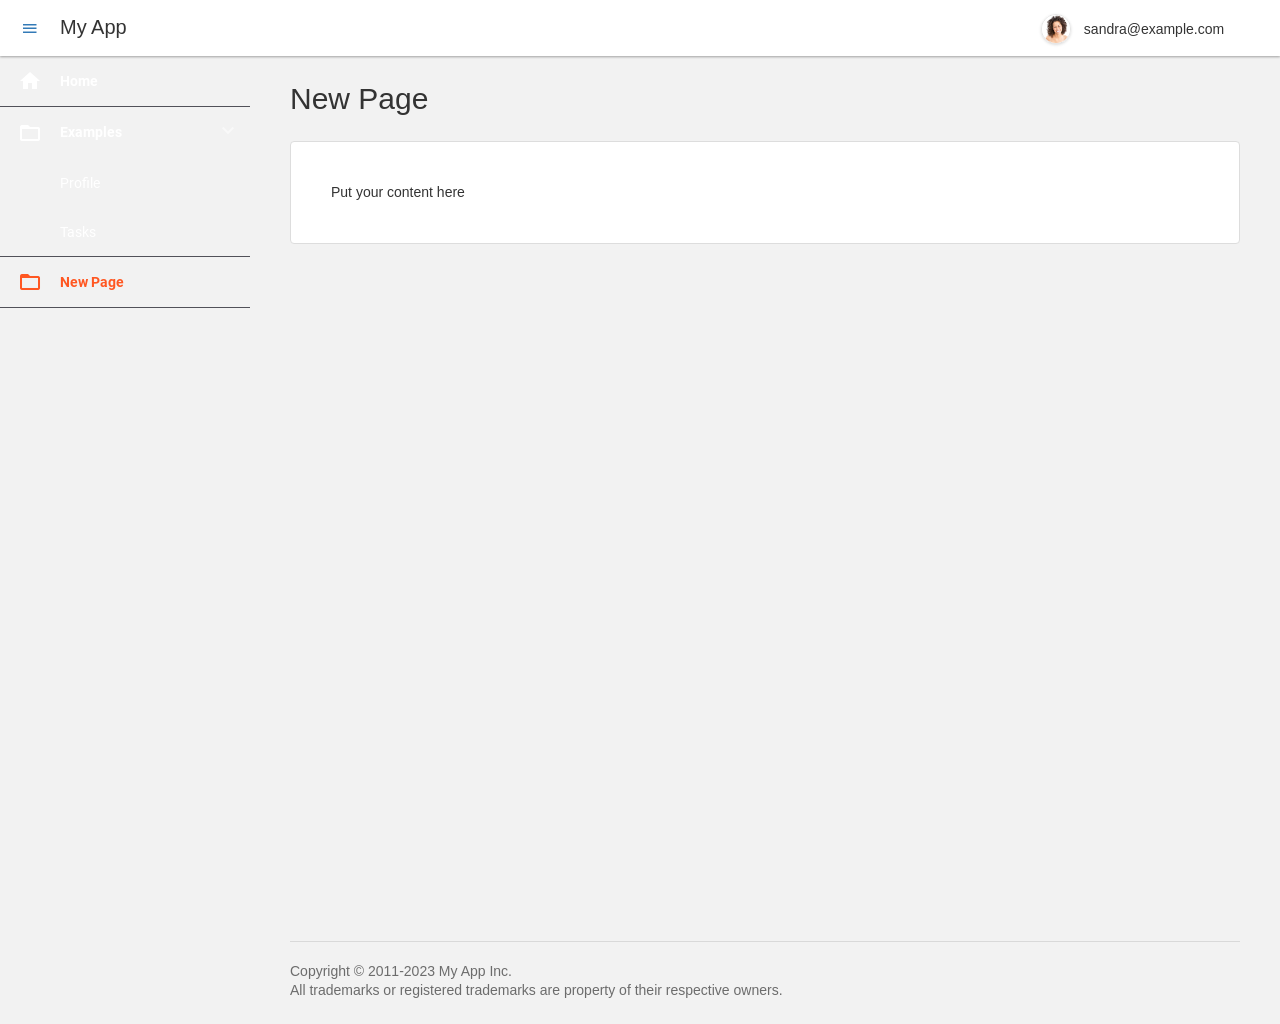 My App
sandra@example.com
Home
Examples
Profile
Tasks
New Page
New Page
Put your content here
Copyright © 2011-2023 My App Inc.
All trademarks or registered trademarks are property of their respective owners.